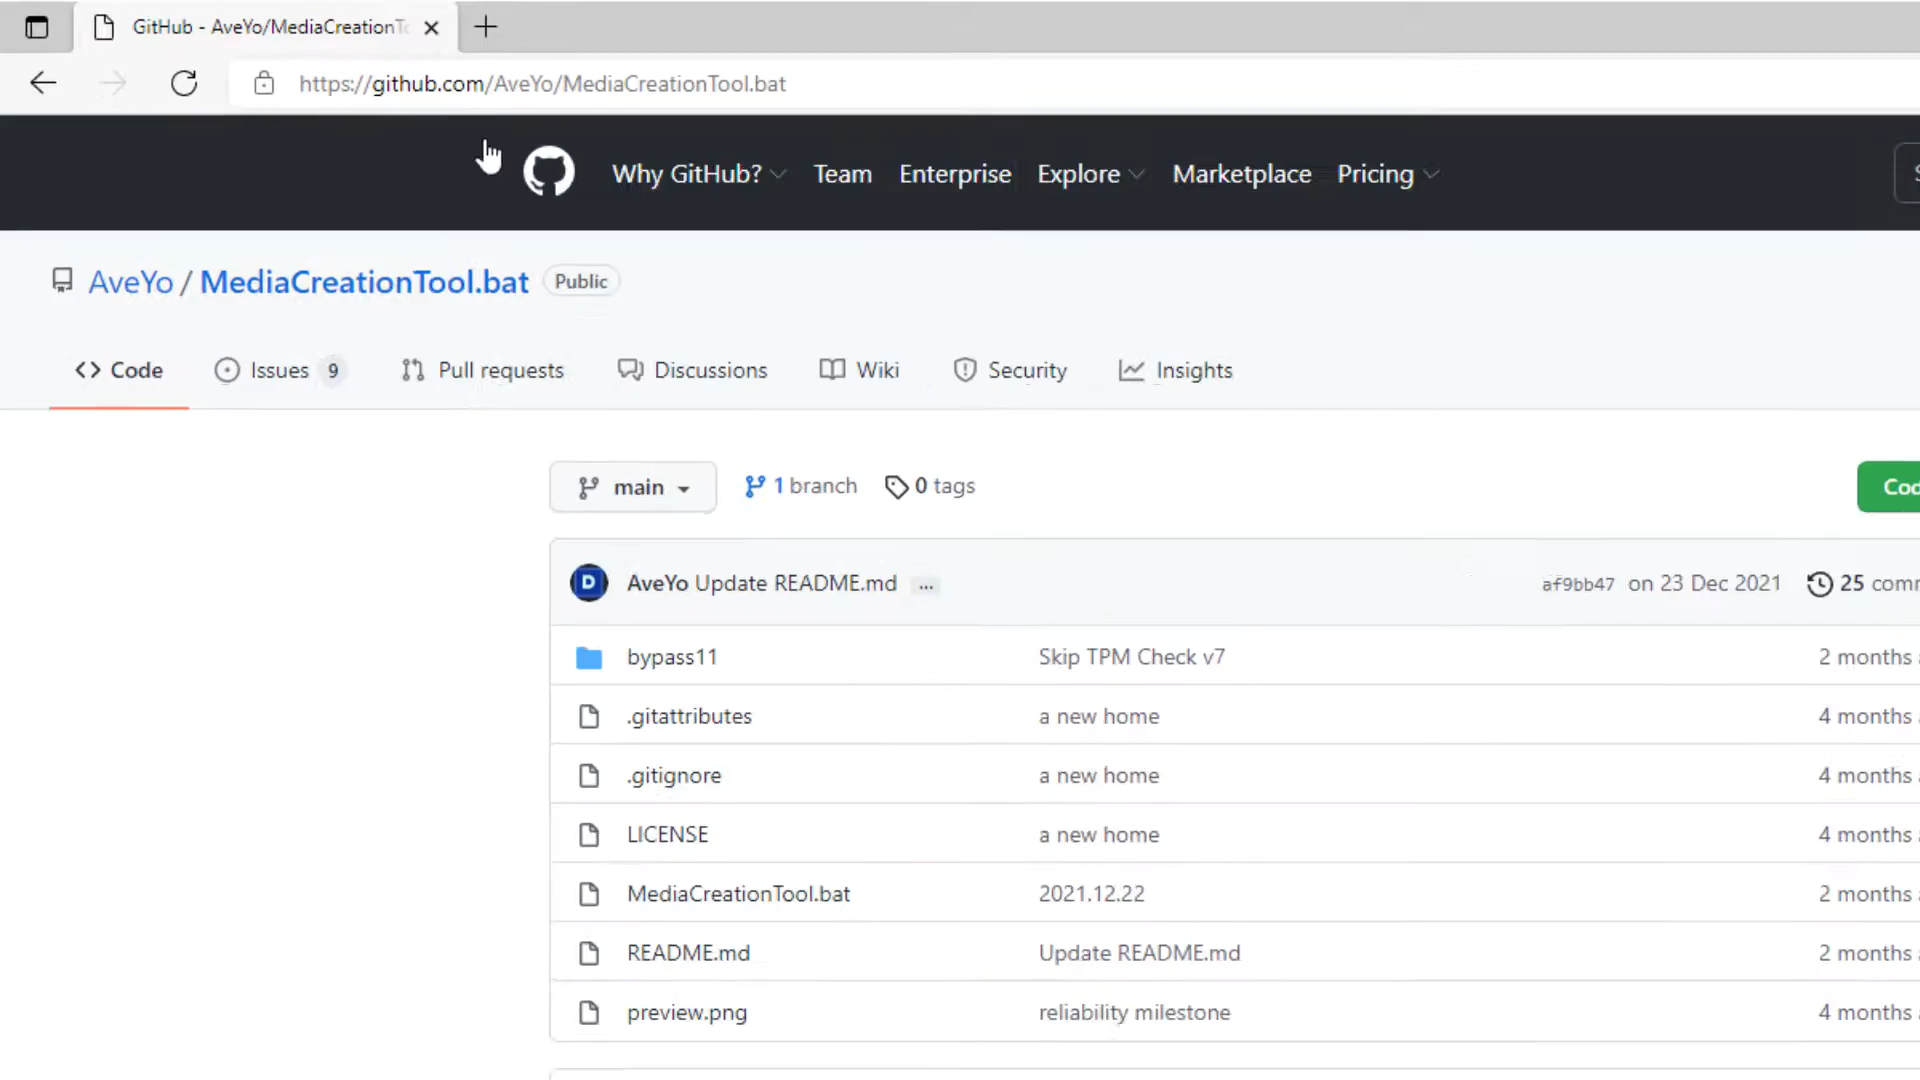 GitHub - AveYo/MediaCreationTo
https://github.com/AveYo/MediaCreationTool.bat
Why GitHub? Team Enterprise Explore Marketplace Pricing
AveYo / MediaCreationTool.bat Public
Code Issues 9 Pull requests Discussions Wiki Security Insights
main 1 branch 0 tags Cod
AveYo Update README.md ... af9bb47 on 23 Dec 2021 25 comm
bypass11 Skip TPM Check v7 2 months a
.gitattributes a new home 4 months a
.gitignore a new home 4 months a
LICENSE a new home 4 months a
MediaCreationTool.bat 2021.12.22 2 months a
README.md Update README.md 2 months a
preview.png reliability milestone 4 months a